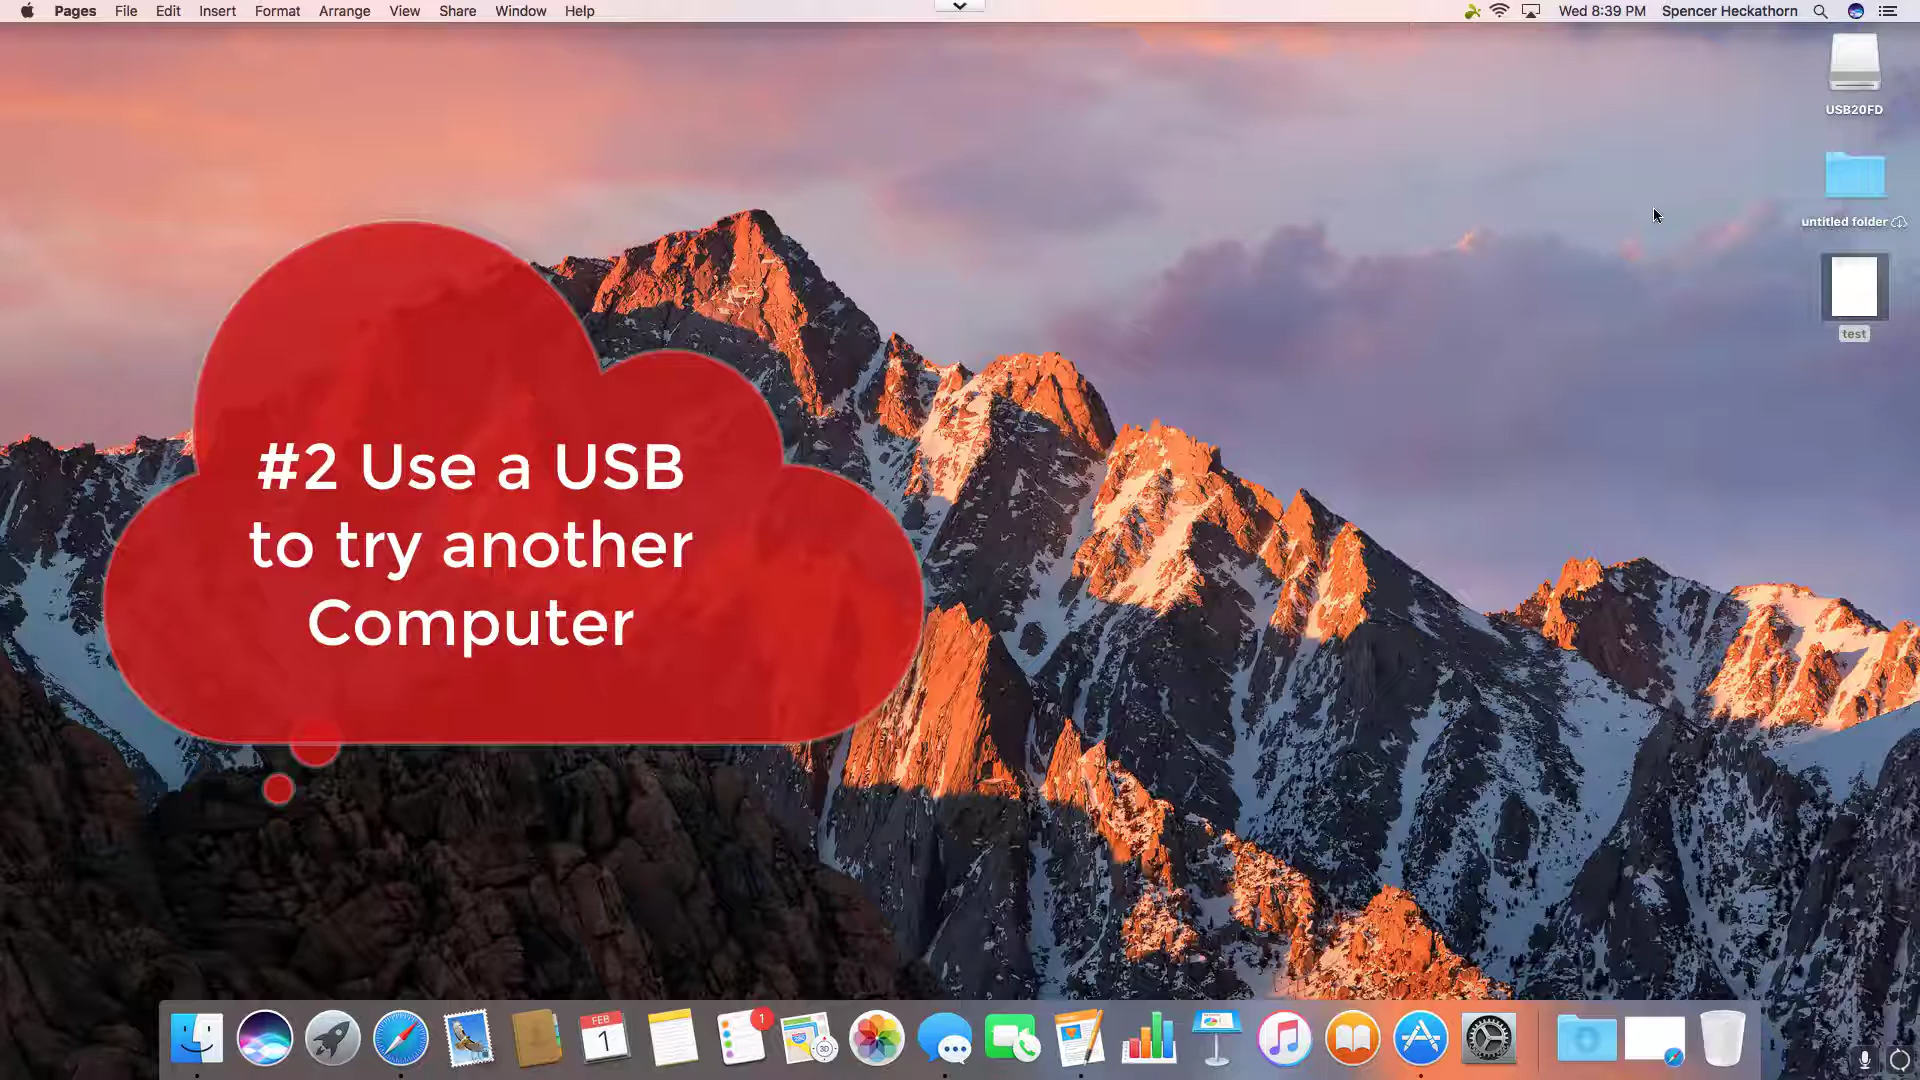 Pages File Edit Insert Format Arrange View Share Window Help
Wed 8:39 PM Spencer Heckathorn
USB20FD
untitled folder
test
#2 Use a USB
to try another
Computer
FEB
1
1
3D